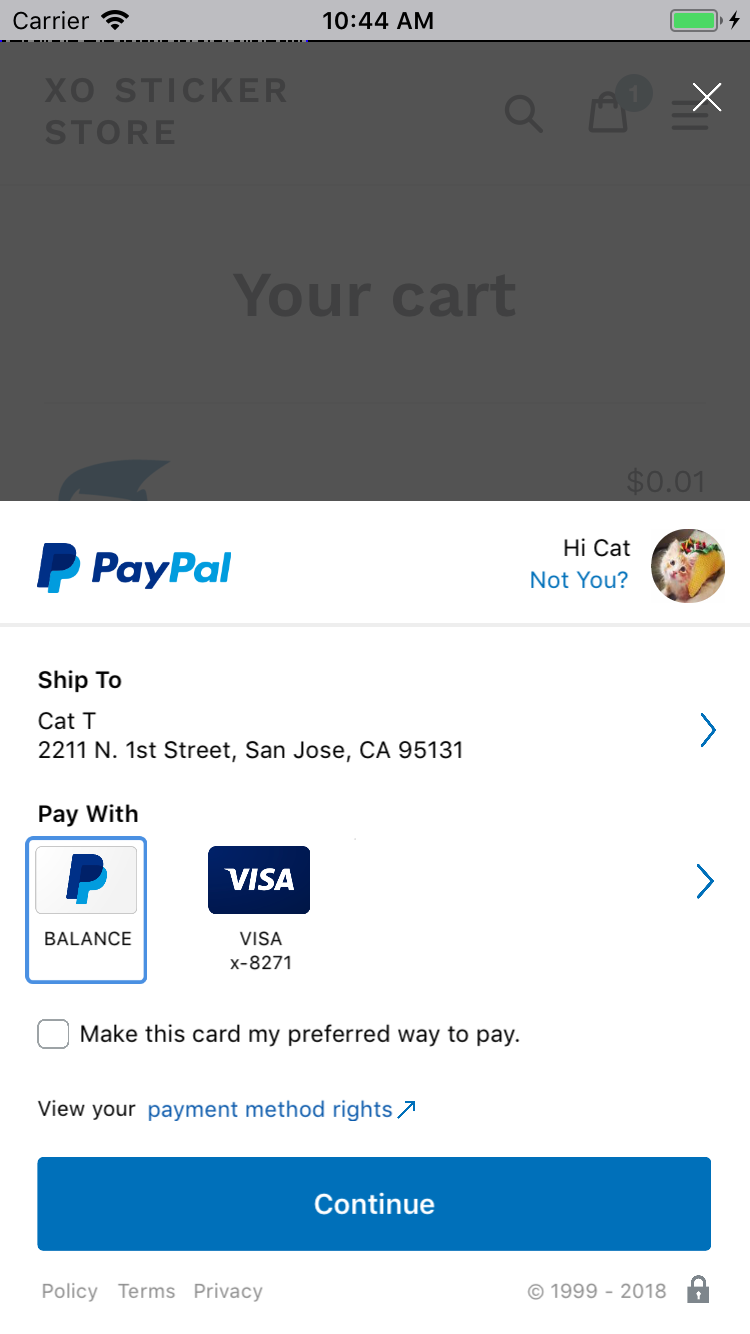 Carrier 10:44 AM
XO STICKER
STORE
1
Your cart
$0.01
PayPal
Hi Cat
Not You?
Ship To
Cat T
2211 N. 1st Street, San Jose, CA 95131
Pay With
VISA
BALANCE
VISA
x-8271
Make this card my preferred way to pay.
View your payment method rights
Continue
Policy Terms Privacy © 1999 - 2018